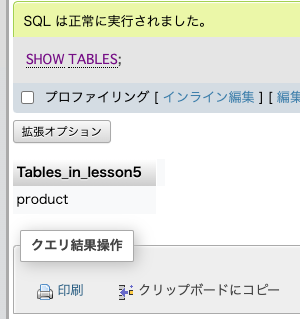 SQL は正常に実行されました。
SHOW TABLES;
プロファイリング [ インライン編集 ] [ 編集
拡張オプション
Tables_in_lesson5
product
クエリ結果操作
印刷 クリップボードにコピー